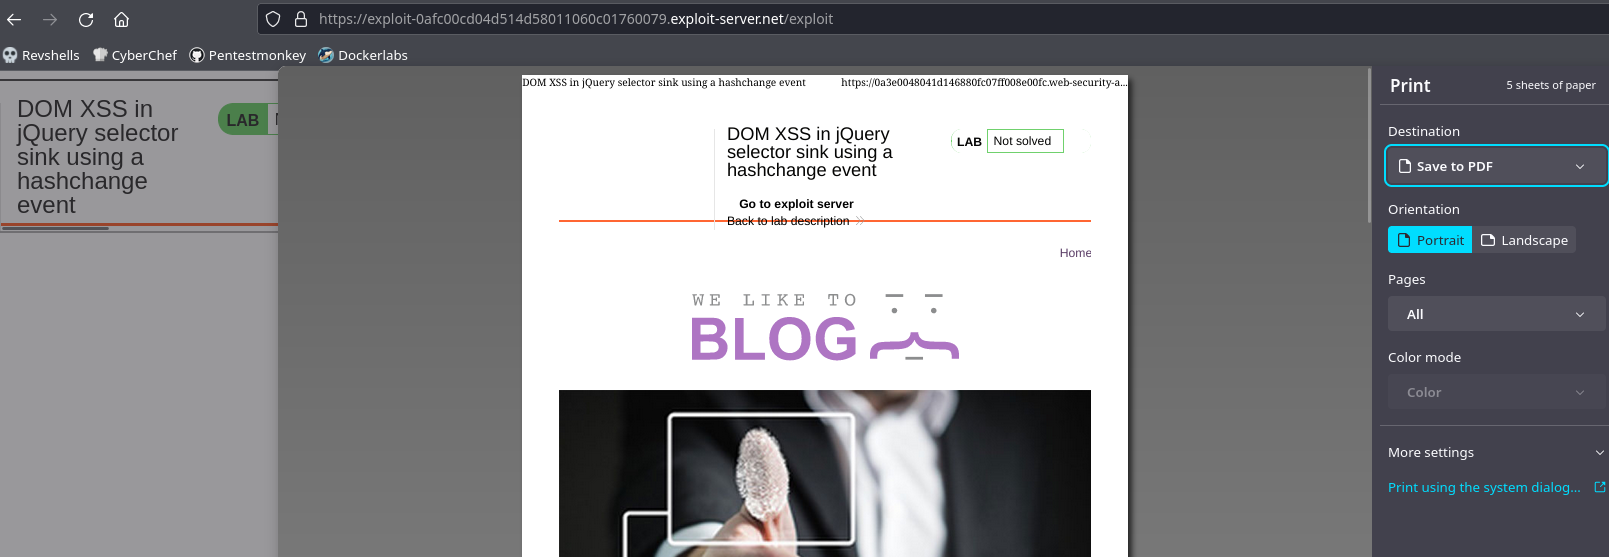 https://exploit-0afc00cd04d514d58011060c01760079.exploit-server.net/exploit
Revshells CyberChef Pentestmonkey Dockerlabs
DOM XSS in
jQuery selector
sink using a
hashchange
event
LAB
DOM XSS in jQuery selector sink using a hashchange event https://0a3e0048041d146880fc07ff008e00fc.web-security-a...
DOM XSS in jQuery
selector sink using a
hashchange event
LAB Not solved
Go to exploit server
Back to lab description
Home
WE LIKE TO
BLOG
Print 5 sheets of paper
Destination
Save to PDF
Orientation
Portrait Landscape
Pages
All
Color mode
Color
More settings
Print using the system dialog...